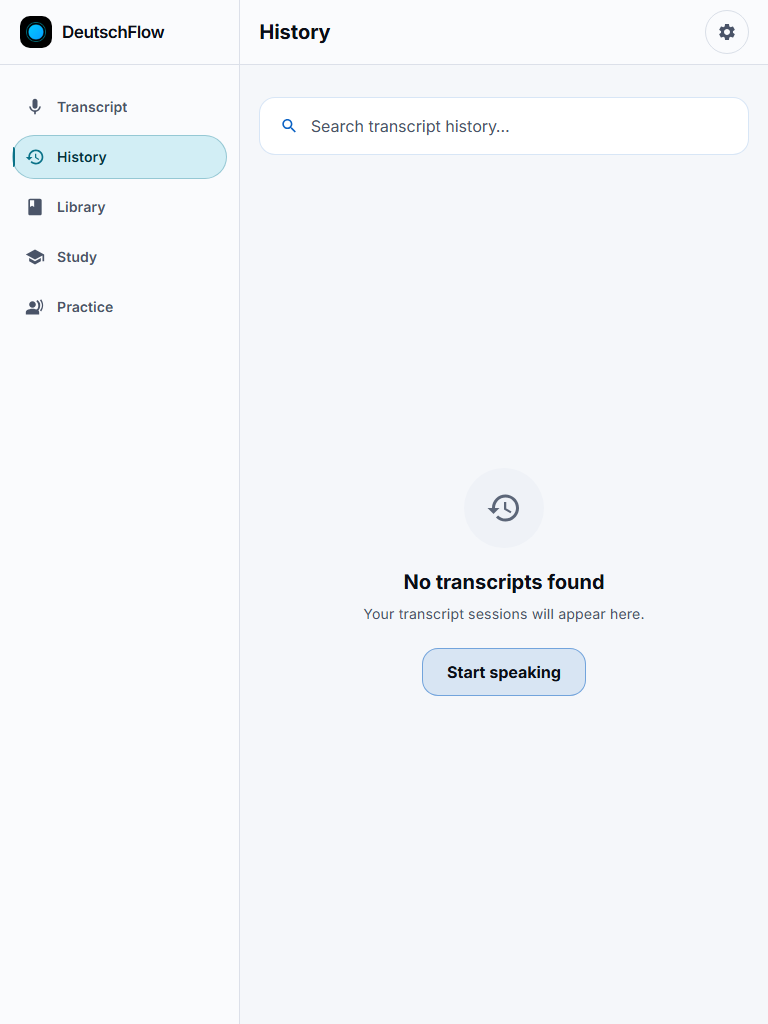 DeutschFlow
History
Transcript
History
Library
Study
Practice
Search transcript history...
No transcripts found
Your transcript sessions will appear here.
Start speaking